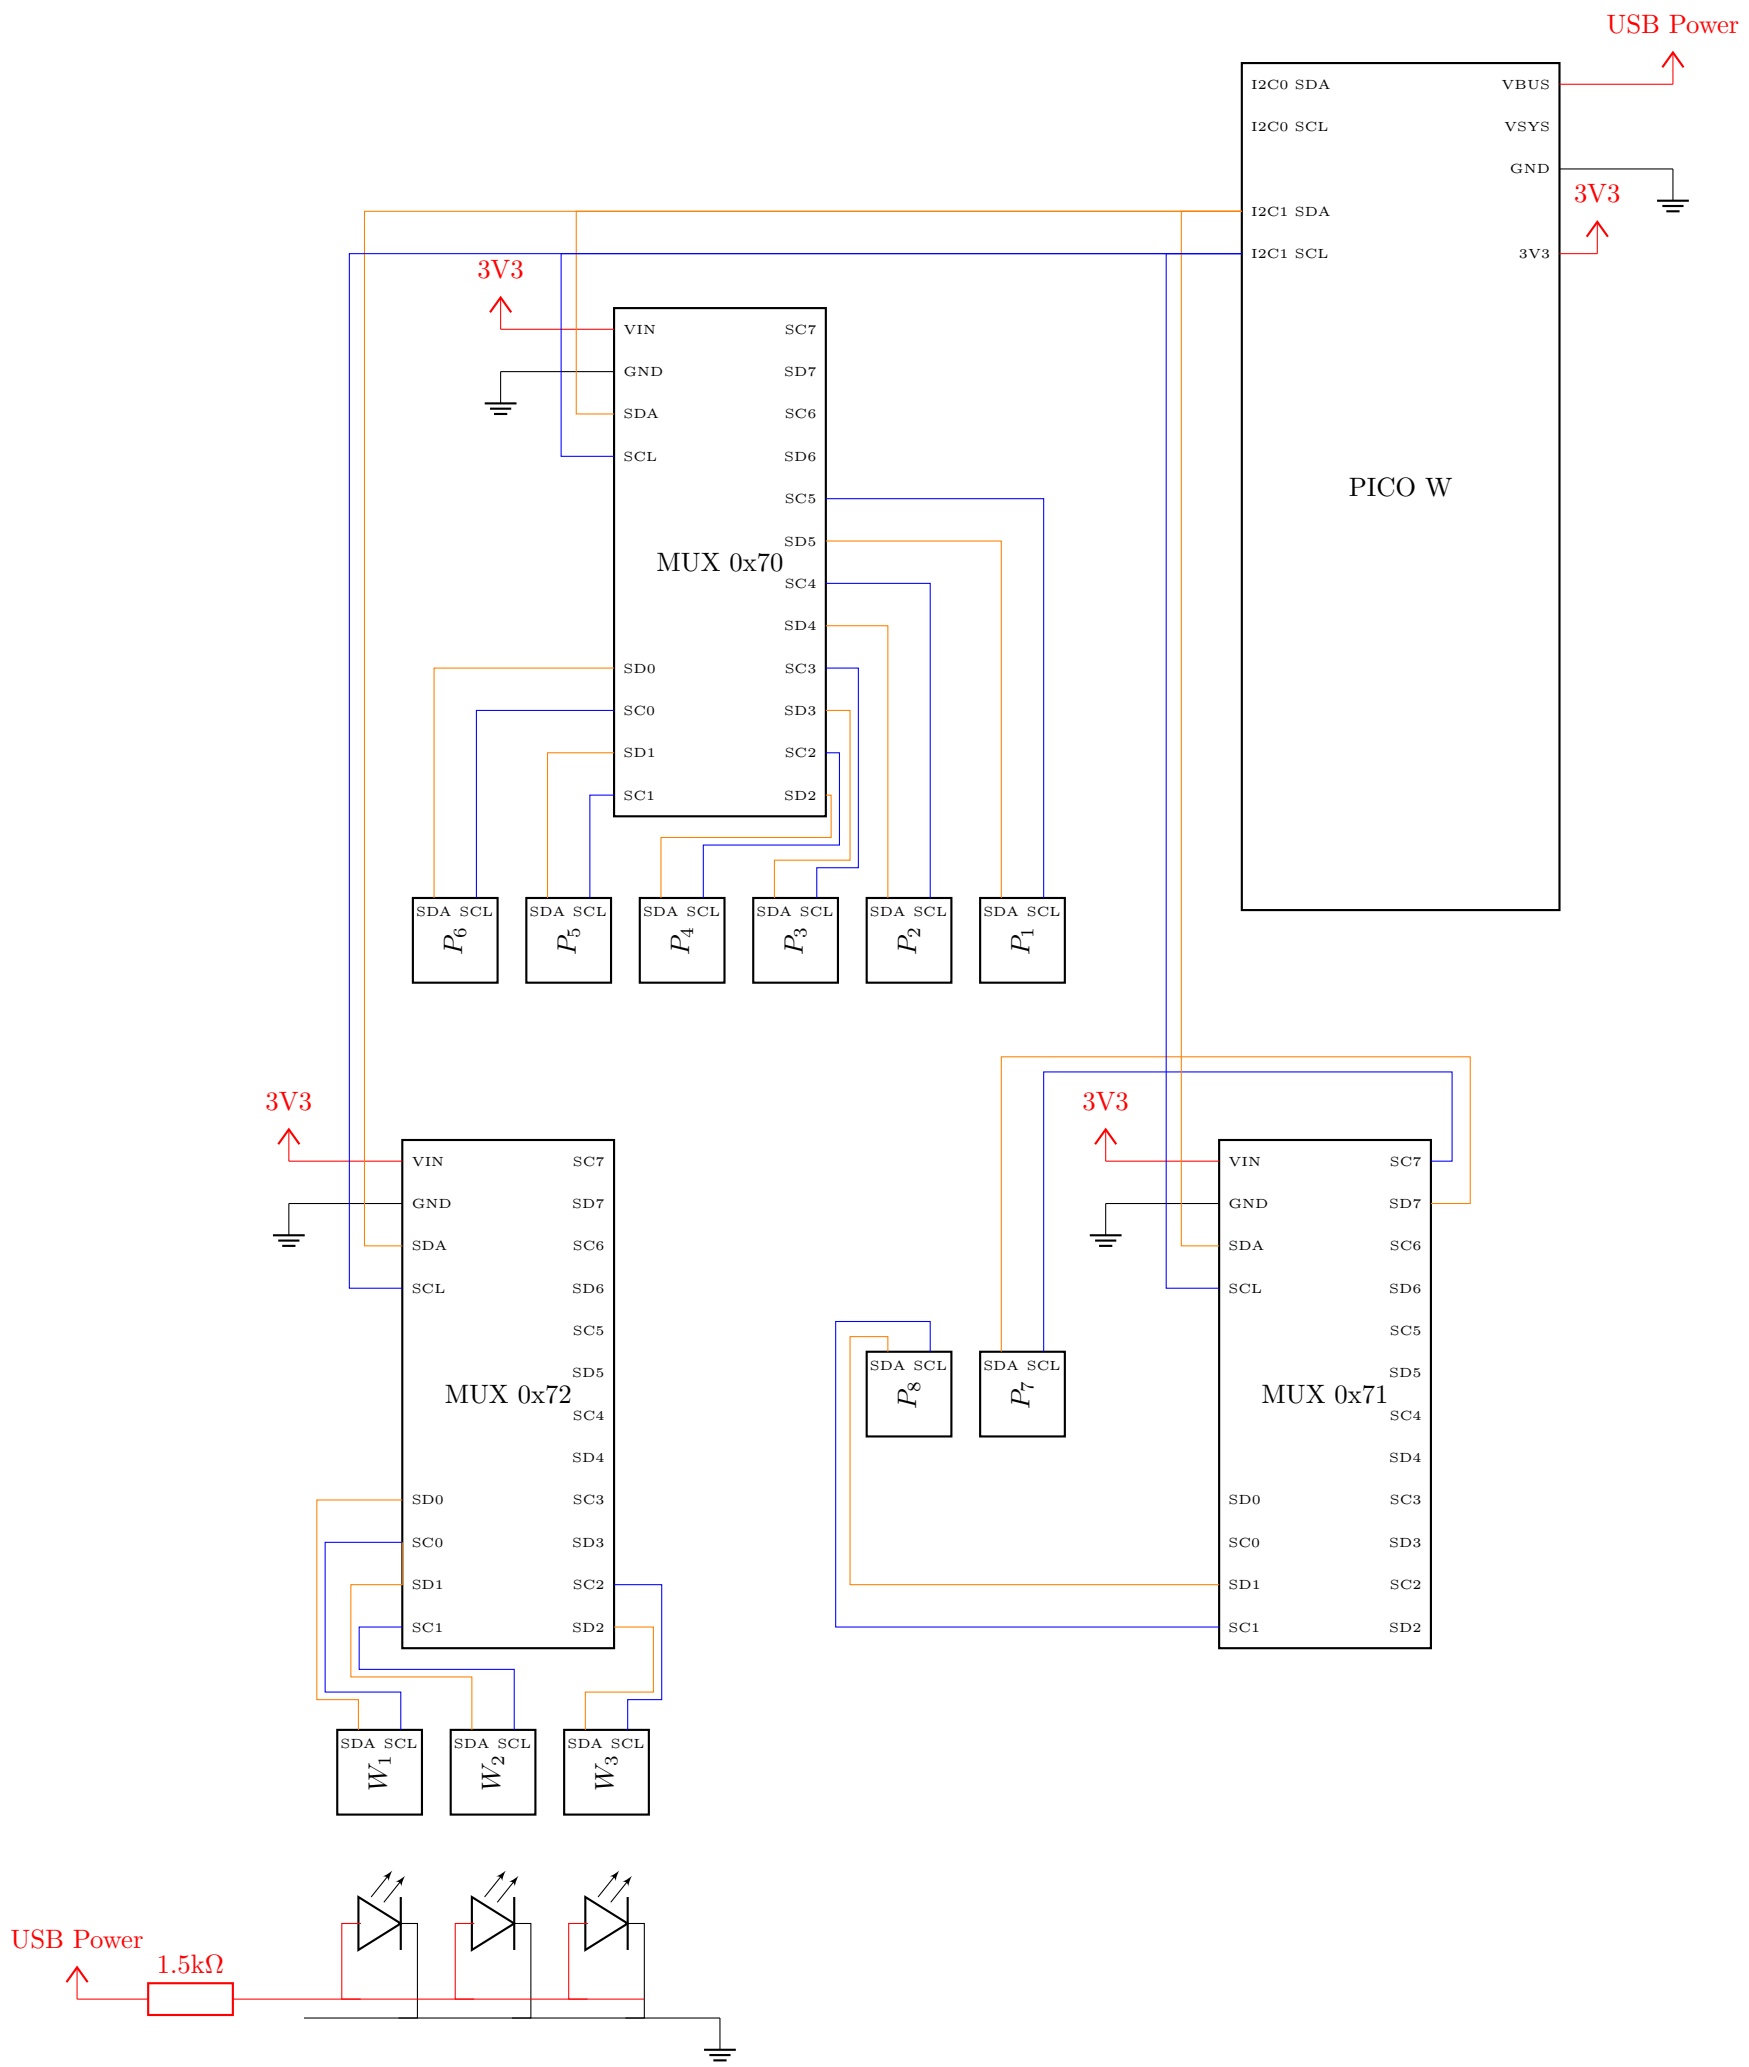 USB Power
I2C0 SDA VBUS
I2C0 SCL VSYS
GND
3V3
I2C1 SDA
I2C1 SCL 3V3
PICO W
3V3
VIN SC7
GND SD7
SDA SC6
SCL SD6
SC5
SD5
MUX 0x70
SC4
SD4
SD0 SC3
SC0 SD3
SD1 SC2
SC1 SD2
SDA SCL SDA SCL SDA SCL SDA SCL SDA SCL SDA SCL
P6 P5 P4 P3 P2 P1
3V3
VIN SC7
GND SD7
SDA SC6
SCL SD6
SC5
SD5
MUX 0x72
SC4
SD4
SD0 SC3
SC0 SD3
SD1 SC2
SC1 SD2
SDA SCL SDA SCL
P8 P7
3V3
VIN SC7
GND SD7
SDA SC6
SCL SD6
SC5
SD5
MUX 0x71
SC4
SD4
SD0 SC3
SC0 SD3
SD1 SC2
SC1 SD2
SDA SCL SDA SCL SDA SCL
W1 W2 W3
USB Power
1.5kΩ